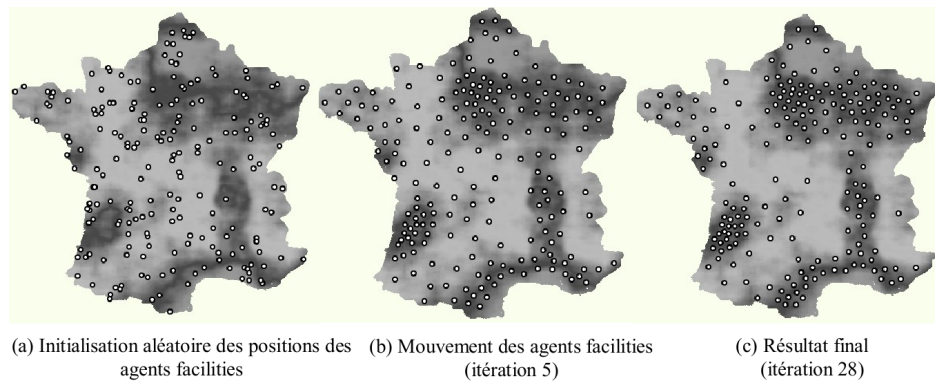 (a) Initialisation aléatoire des positions des
agents facilities
(b) Mouvement des agents facilities
(itération 5)
(c) Résultat final
(itération 28)